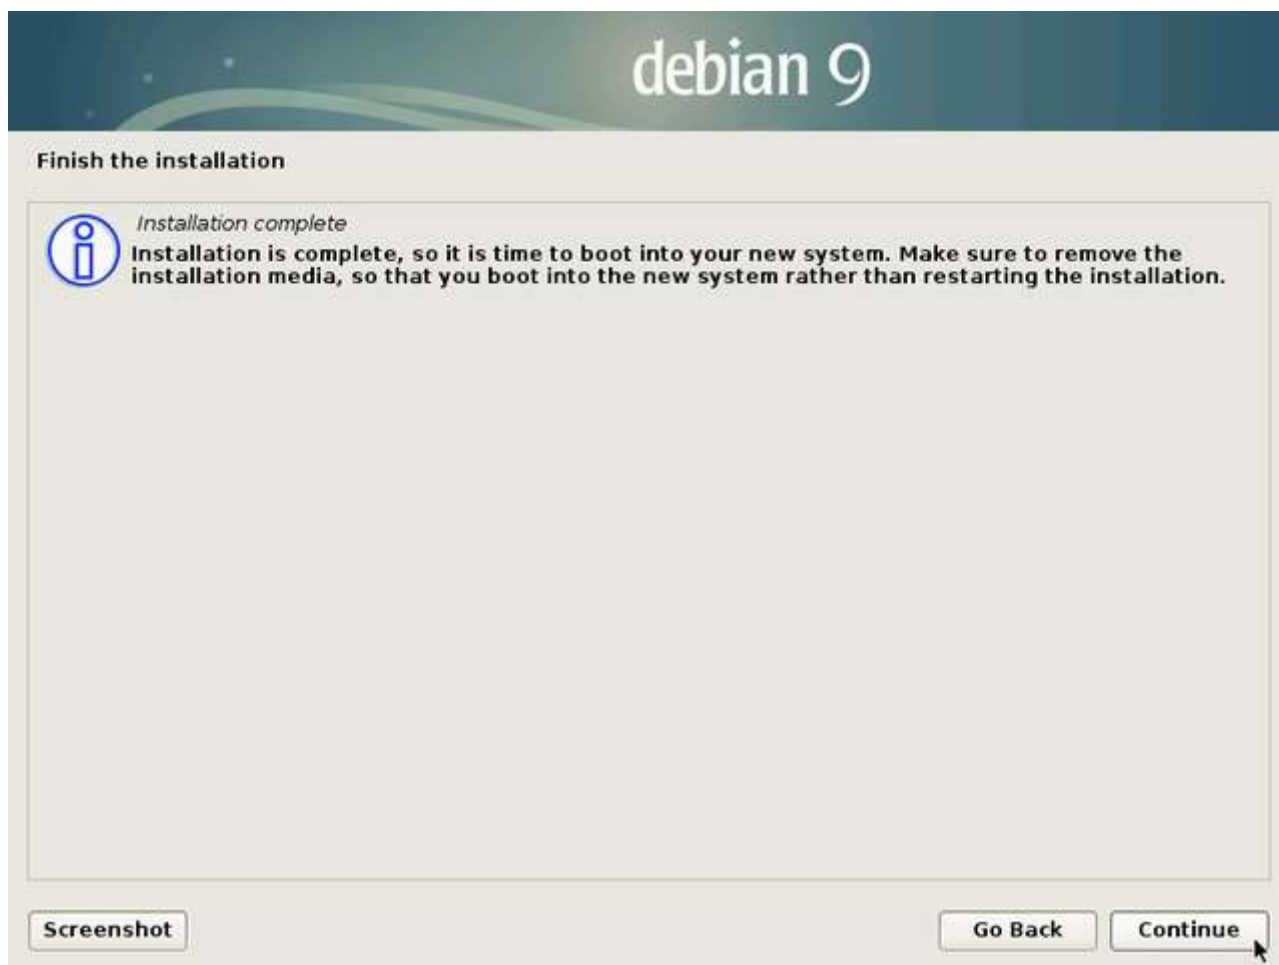 debian 9
Finish the installation
Installation complete
Installation is complete, so it is time to boot into your new system. Make sure to remove the
installation media, so that you boot into the new system rather than restarting the installation.
Screenshot
Go Back
Continue